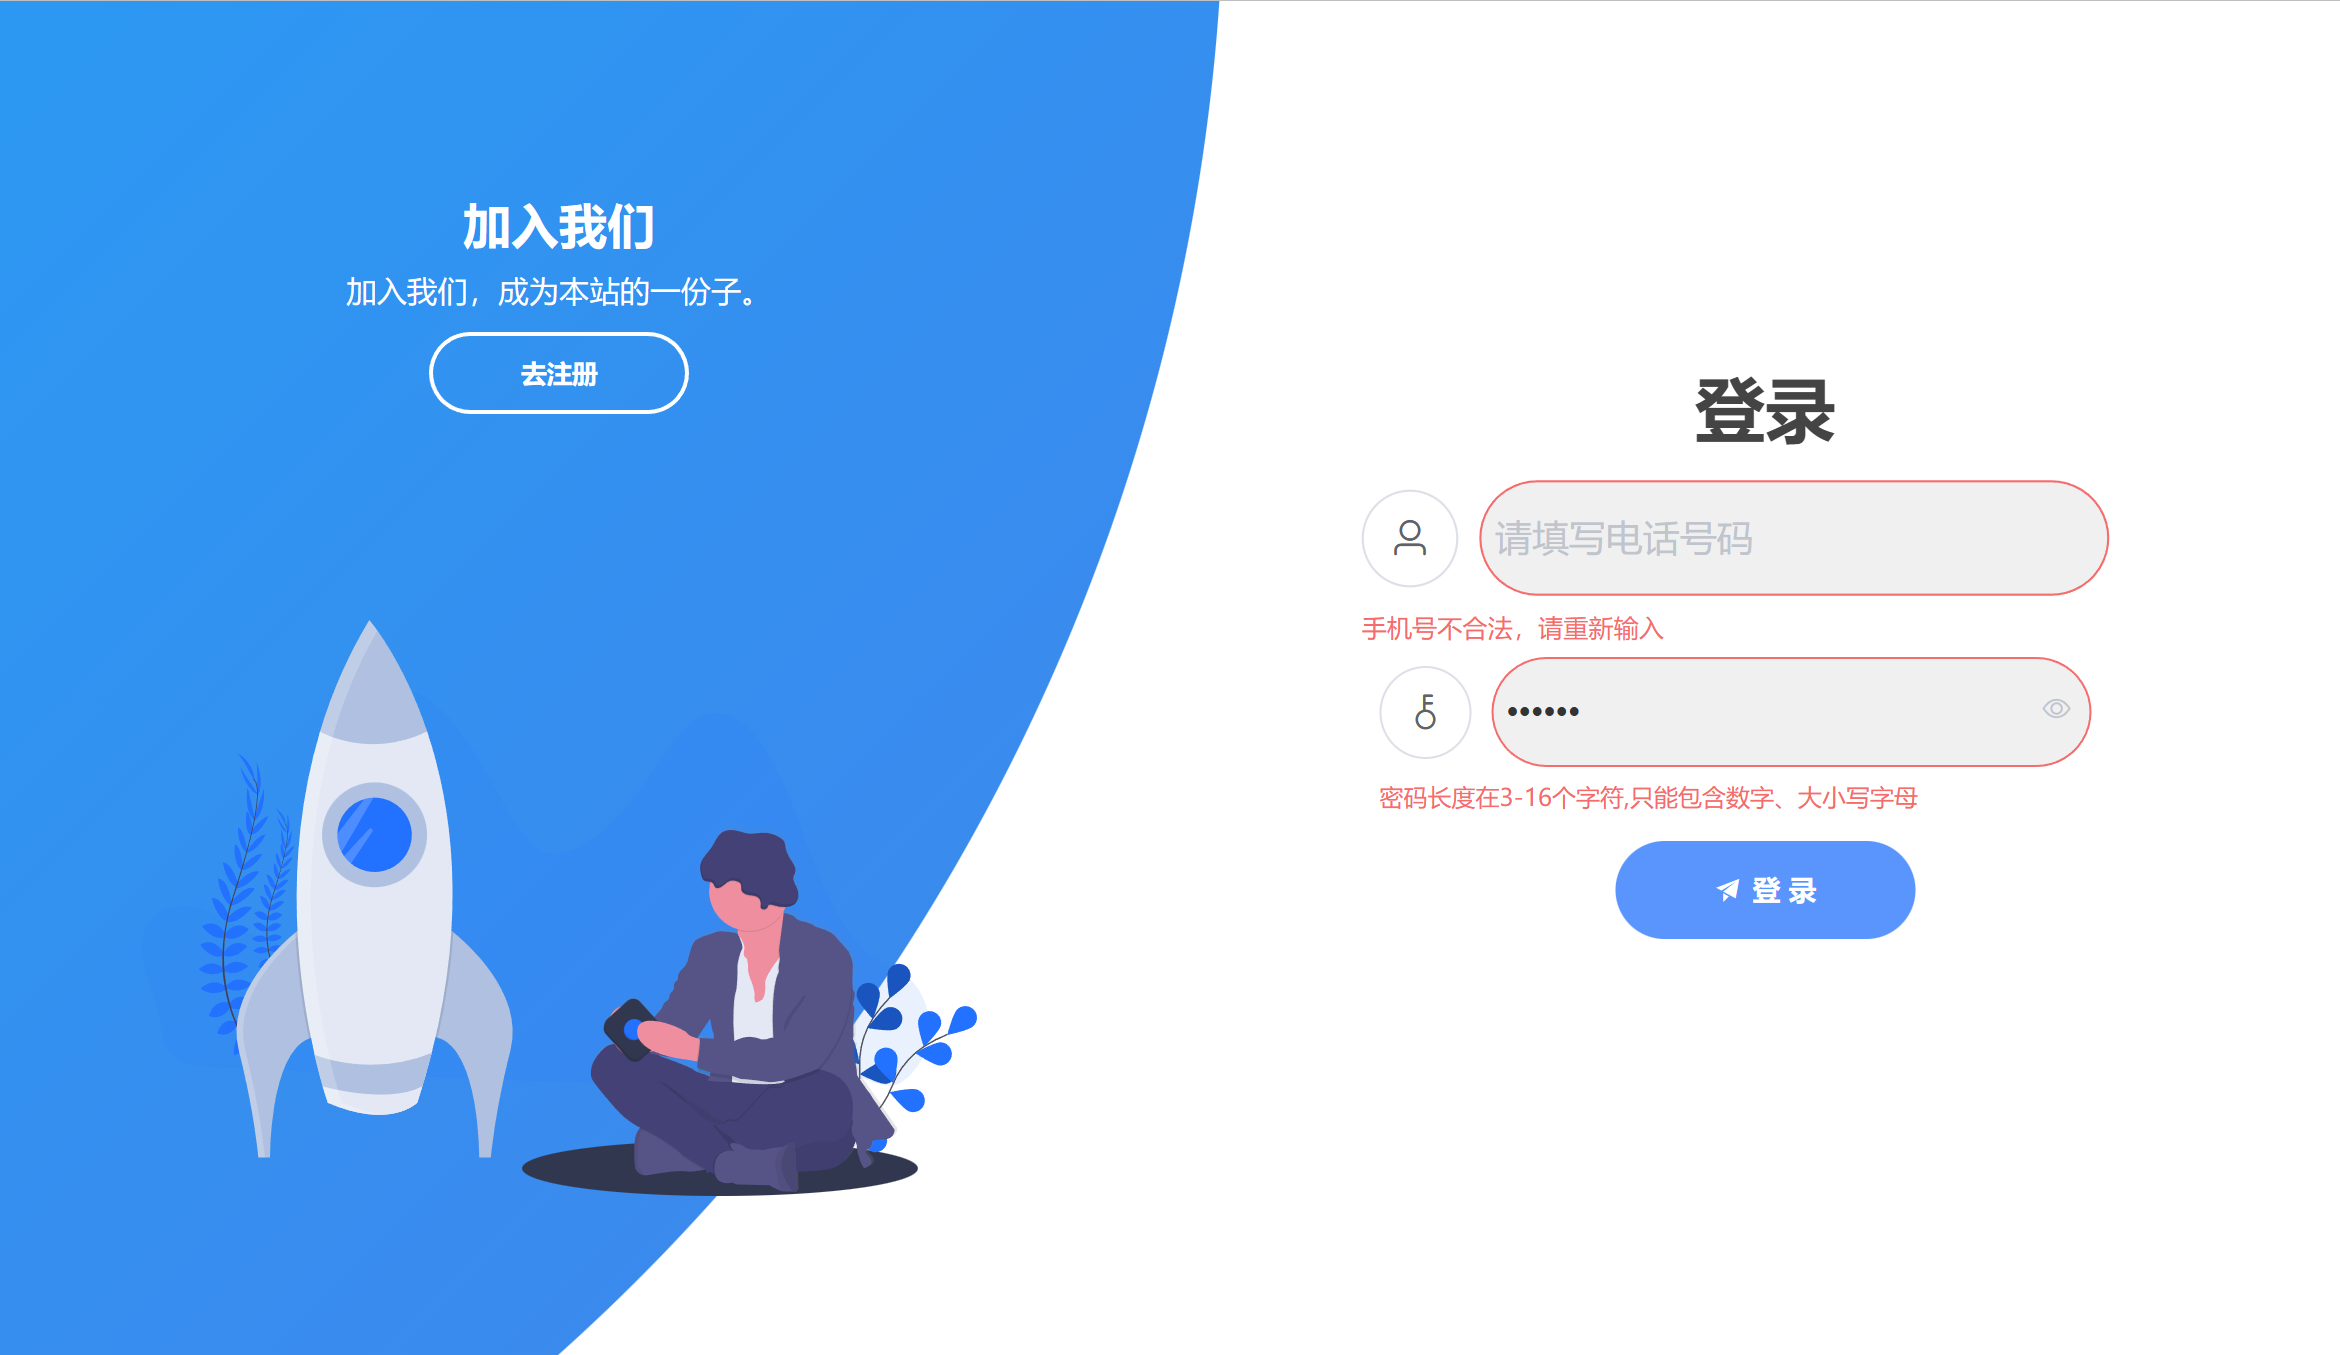 加入我们
加入我们，成为本站的一份子。
去注册
登录
请填写电话号码
手机号不合法，请重新输入
••••••
密码长度在3-16个字符,只能包含数字、大小写字母
登 录